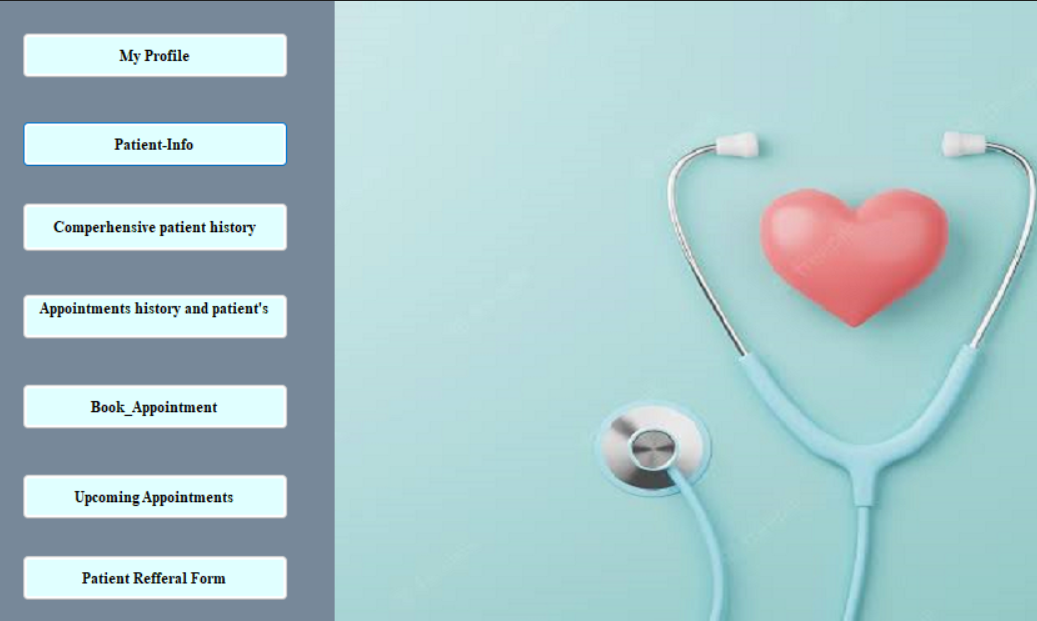 My Profile
Patient-Info
Comperhensive patient history
Appointments history and patient's
Book_Appointment
Upcoming Appointments
Patient Refferal Form